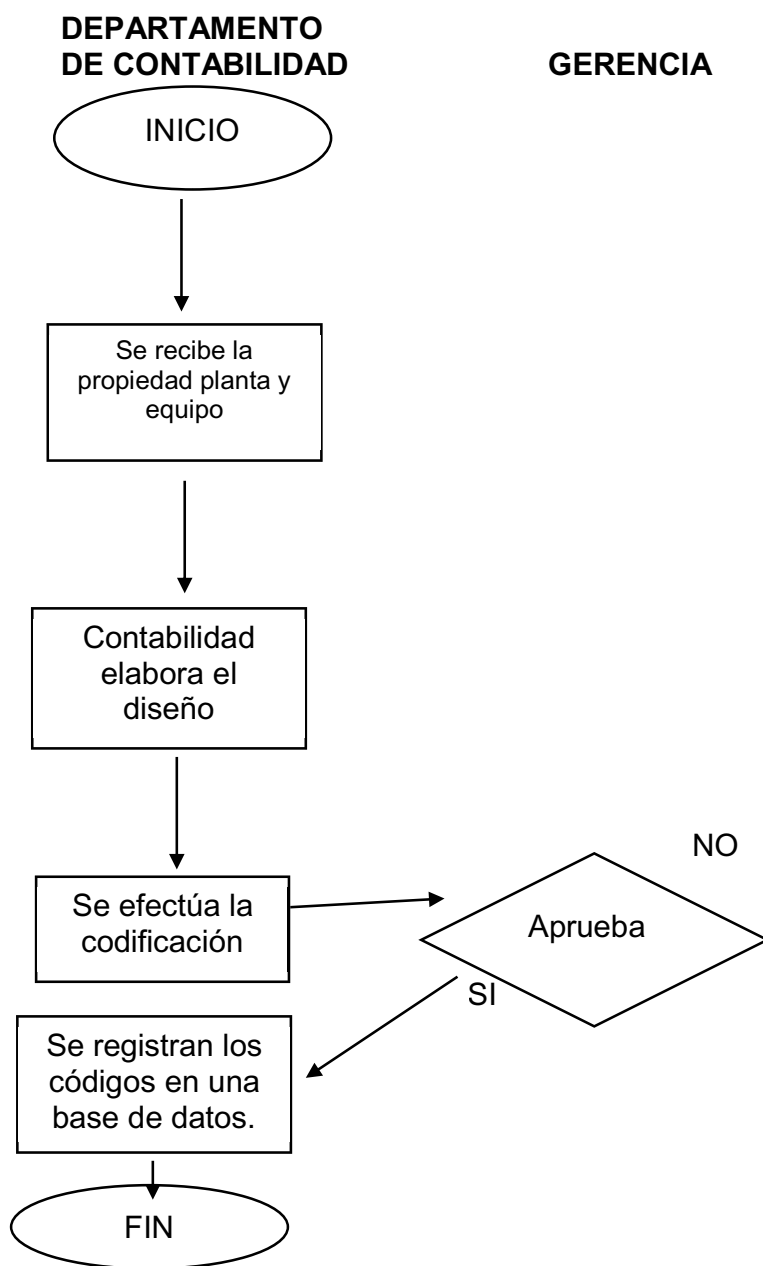 DEPARTAMENTO
DE CONTABILIDAD
GERENCIA
INICIO
Se recibe la
propiedad planta y
equipo
Contabilidad
elabora el
diseño
Se efectúa la
codificación
NO
Aprueba
SI
Se registran los
códigos en una
base de datos.
FIN